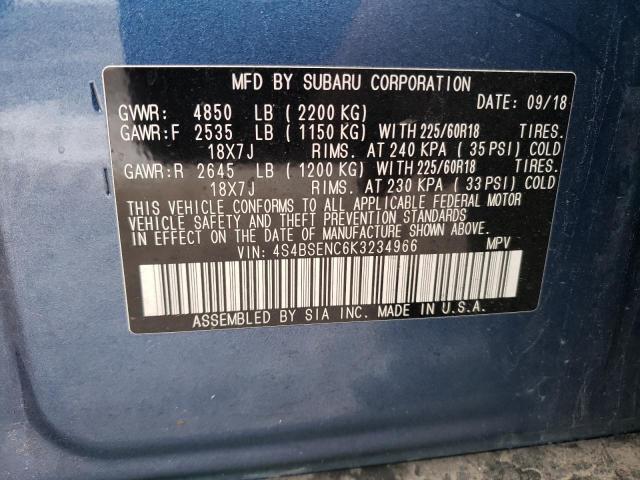 MFD BY SUBARU CORPORATION
GVWR: 4850 LB ( 2200 KG) DATE: 09/18
GAWR:F 2535 LB ( 1150 KG) WITH 225/60R18 TIRES.
18X7J RIMS. AT 240 KPA ( 35 PSI) COLD
GAWR:R 2645 LB ( 1200 KG) WITH 225/60R18 TIRES.
18X7J RIMS. AT 230 KPA ( 33 PSI) COLD
THIS VEHICLE CONFORMS TO ALL APPLICABLE FEDERAL MOTOR
VEHICLE SAFETY AND THEFT PREVENTION STANDARDS
IN EFFECT ON THE DATE OF MANUFACTURE SHOWN ABOVE.
VIN: 4S4BSENC6K3234966 MPV
ASSEMBLED BY SIA INC. MADE IN U.S.A.